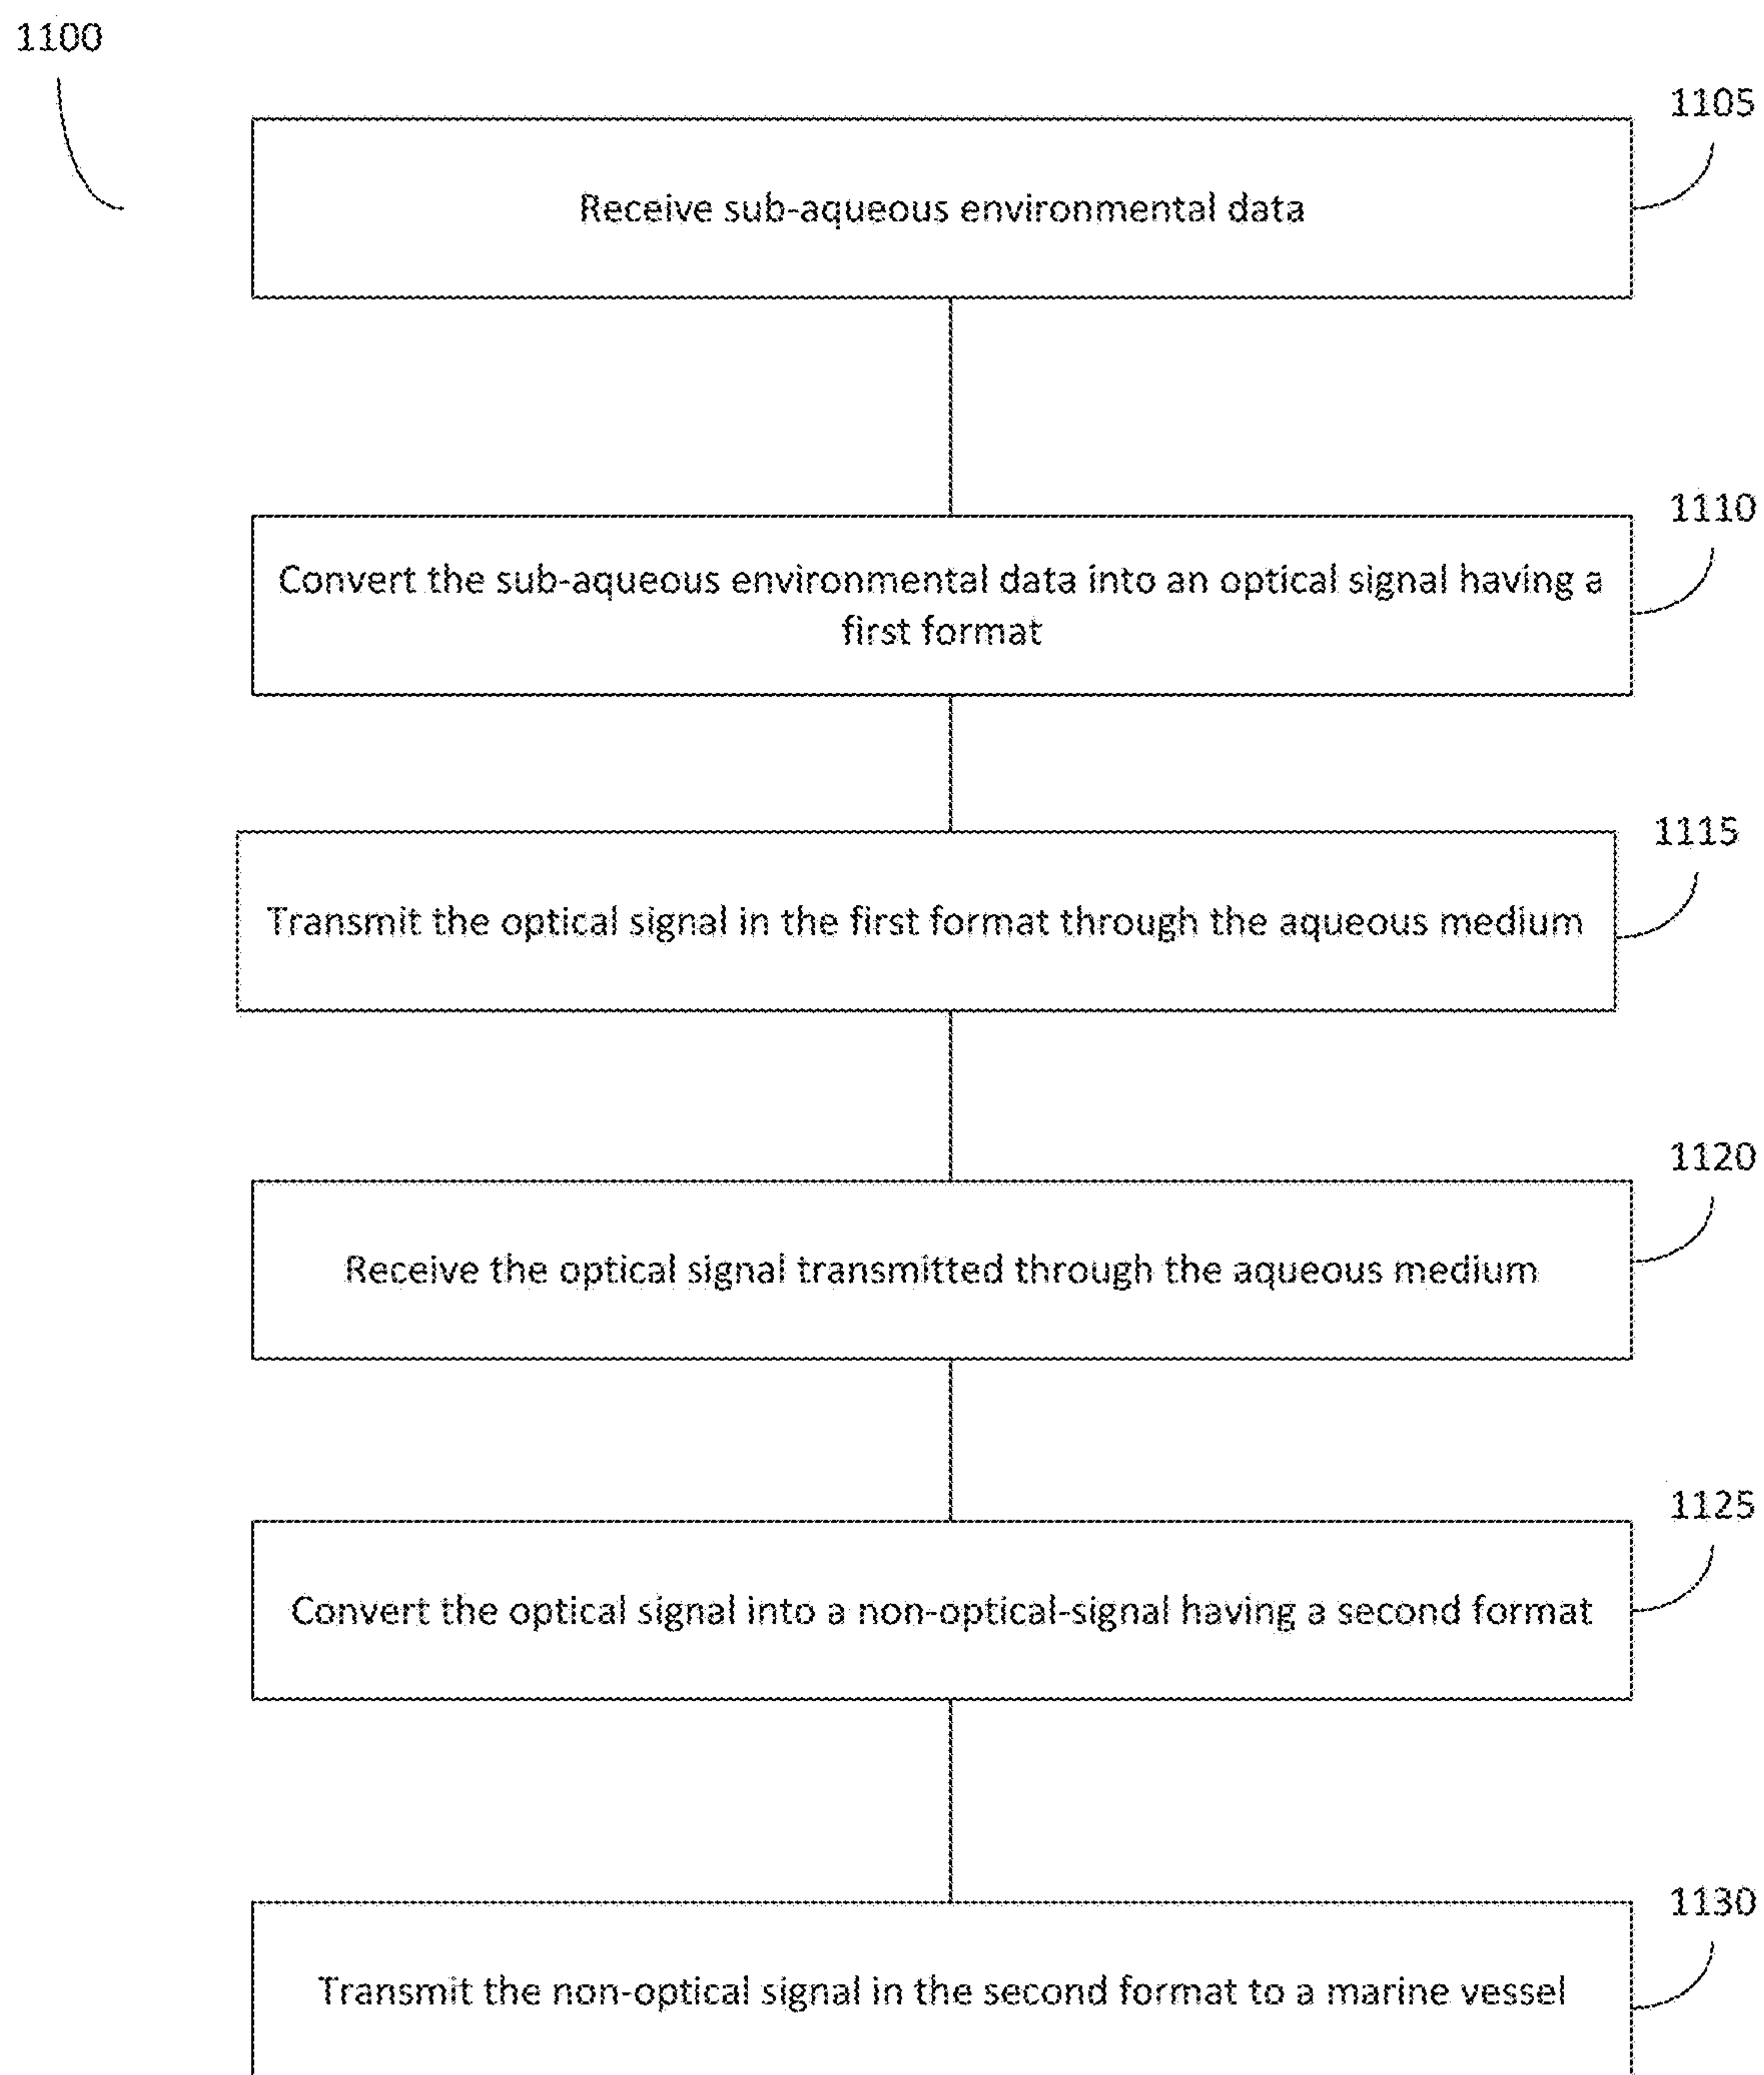 1100
1105
Receive sub-aqueous environmental data
1110
Convert the sub-aqueous environmental data into an optical signal having a
first format
1115
Transmit the optical signal in the first format through the aqueous medium
1120
Receive the optical signal transmitted through the aqueous medium
1125
Convert the optical signal into a non-optical-signal having a second format
1130
Transmit the non-optical signal in the second format to a marine vessel